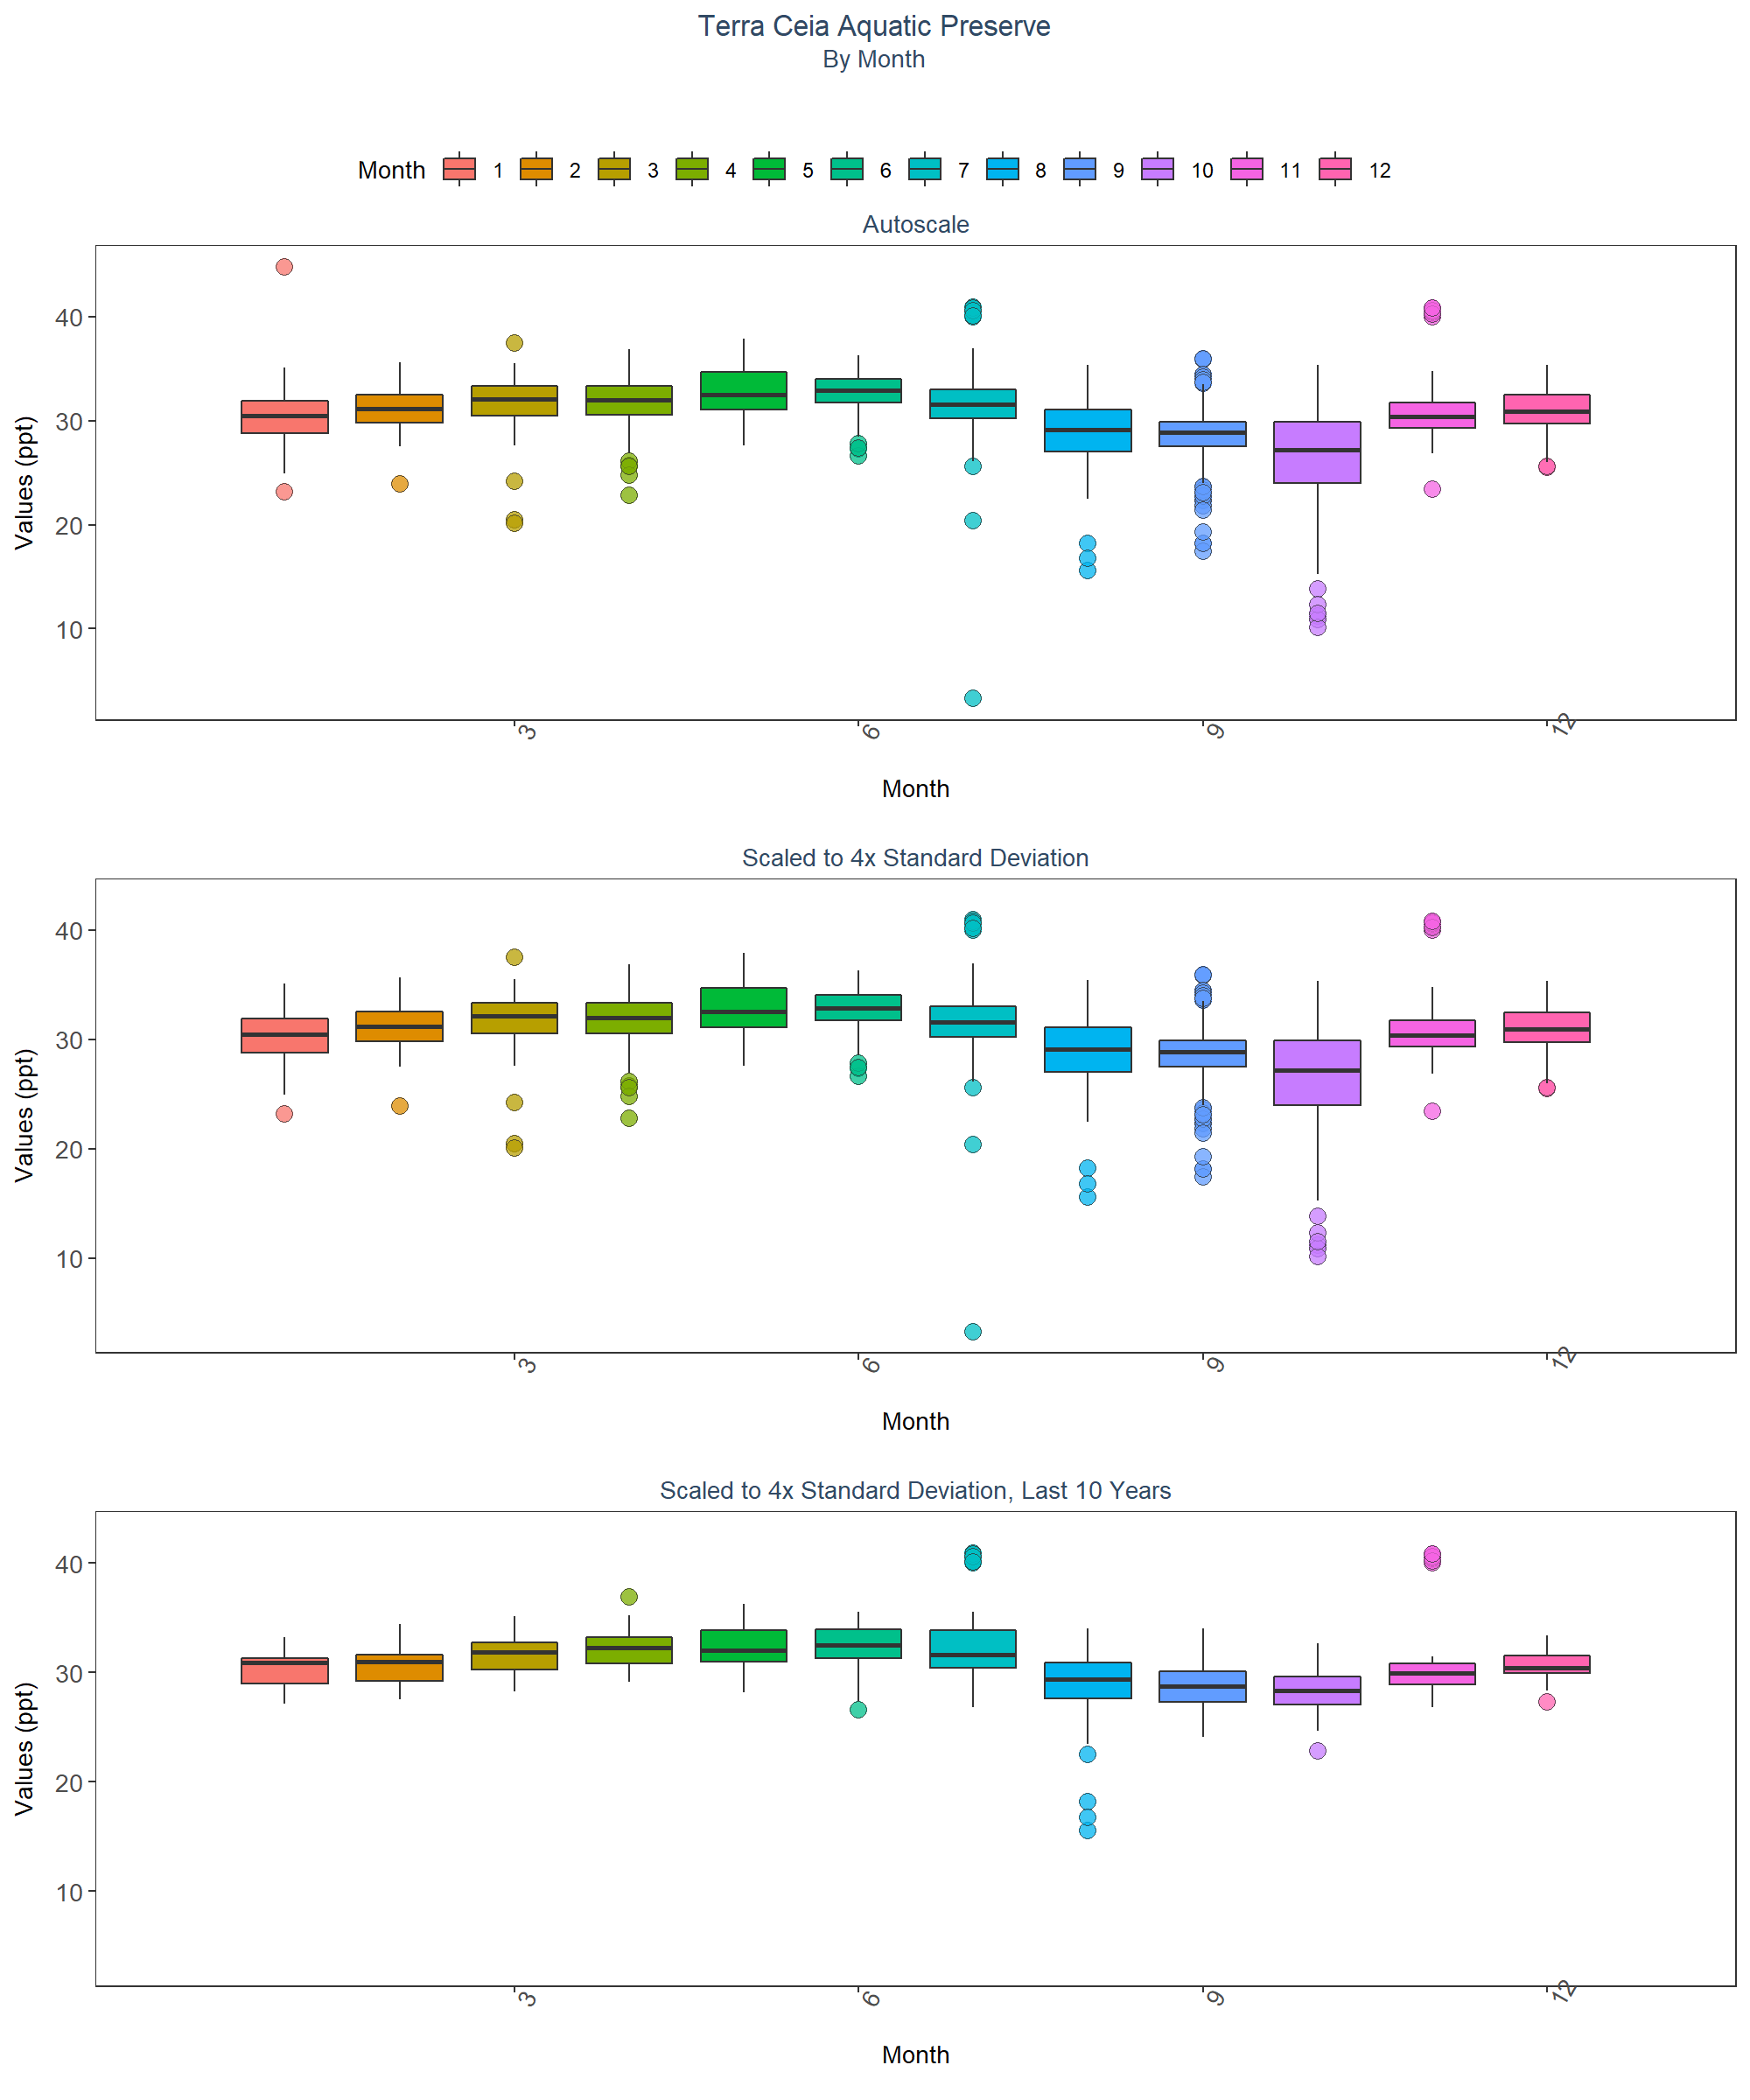 Terra Ceia Aquatic Preserve
By Month
Month 1 2 3 4 5 6 7 8 9 10 11 12
Autoscale
Values (ppt)
40
30
20
10
3 6 9 12
Month
Scaled to 4x Standard Deviation
Values (ppt)
40
30
20
10
3 6 9 12
Month
Scaled to 4x Standard Deviation, Last 10 Years
Values (ppt)
40
30
20
10
3 6 9 12
Month